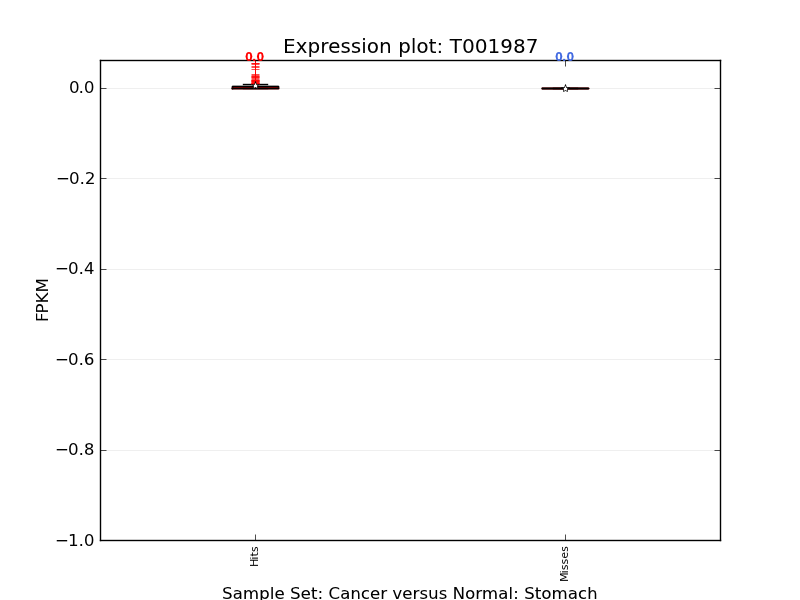 Expression plot: T001987
0.0 0.0
0.0
−0.2
−0.4
−0.6
−0.8
−1.0
FPKM
Hits
Misses
Sample Set: Cancer versus Normal: Stomach